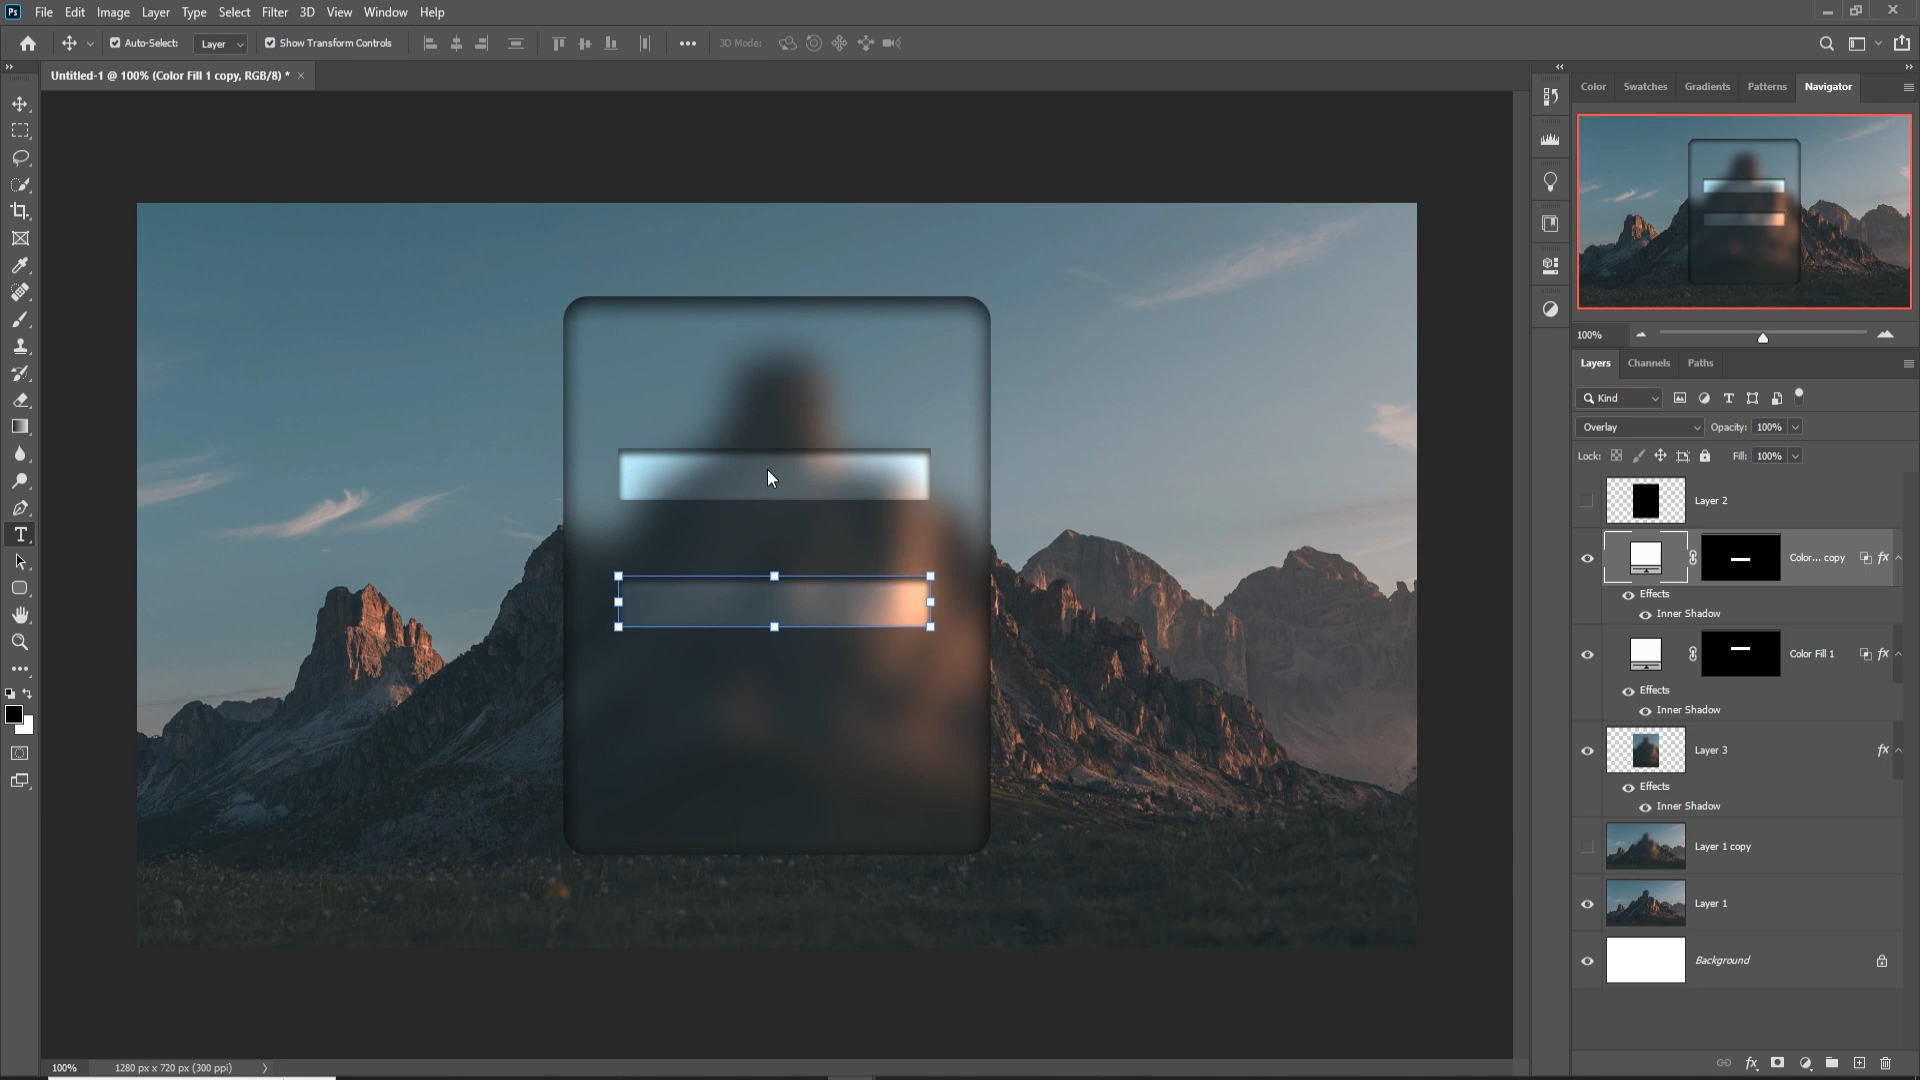 Ps File Edit Image Layer Type Select Filter 3D View Window Help
Auto-Select: Layer Show Transform Controls 3D Mode:
Untitled-1 @ 100% (Color Fill 1 copy, RGB/8) *
Color Swatches Gradients Patterns Navigator
100%
Layers Channels Paths
Kind
Overlay Opacity: 100%
Lock: Fill: 100%
Layer 2
Color... copy fx
Effects
Inner Shadow
Color Fill 1 fx
Effects
Inner Shadow
Layer 3 fx
Effects
Inner Shadow
Layer 1 copy
Layer 1
Background
100% 1280 px x 720 px (300 ppi)
fx